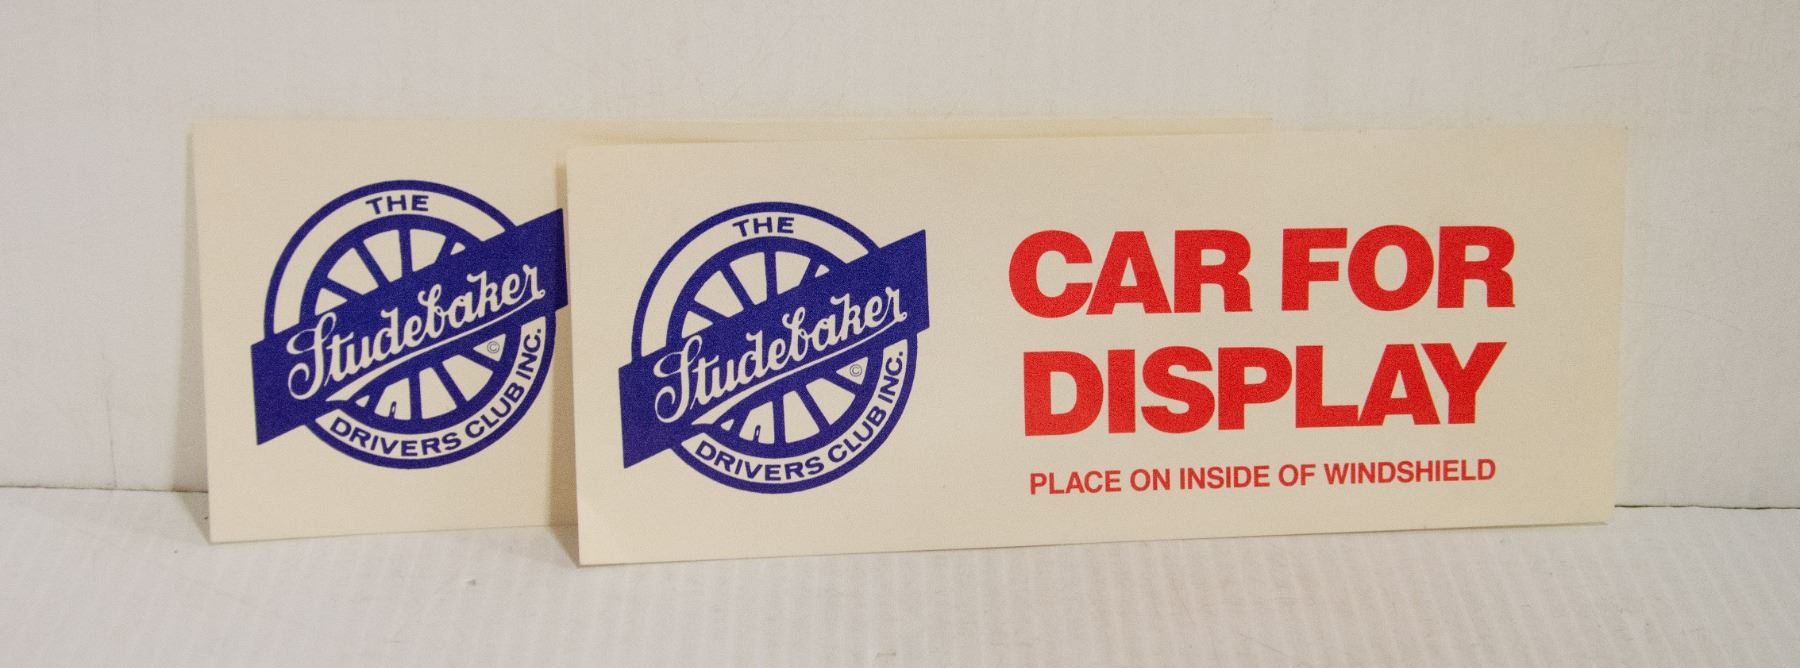 THE
Studebaker
©
DRIVERS CLUB INC.
THE
Studebaker
©
DRIVERS CLUB INC.
CAR FOR
DISPLAY
PLACE ON INSIDE OF WINDSHIELD